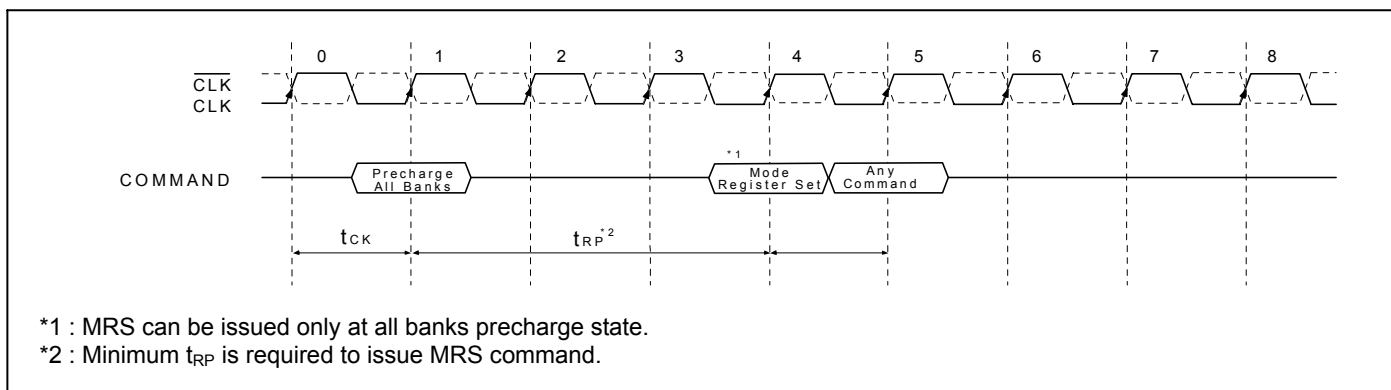 0 1 2 3 4 5 6 7 8
CLK
CLK
*1
COMMAND
Precharge
All Banks
Mode
Register Set
Any
Command
tCK
tRP*2
*1 : MRS can be issued only at all banks precharge state.
*2 : Minimum tRP is required to issue MRS command.